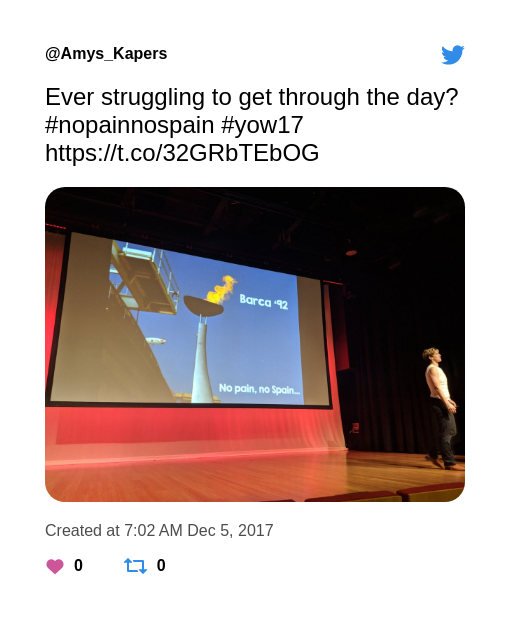 @Amys_Kapers
Ever struggling to get through the day?
#nopainnospain #yow17
https://t.co/32GRbTEbOG
Barca '92
No pain, no Spain...
Created at 7:02 AM Dec 5, 2017
0 0